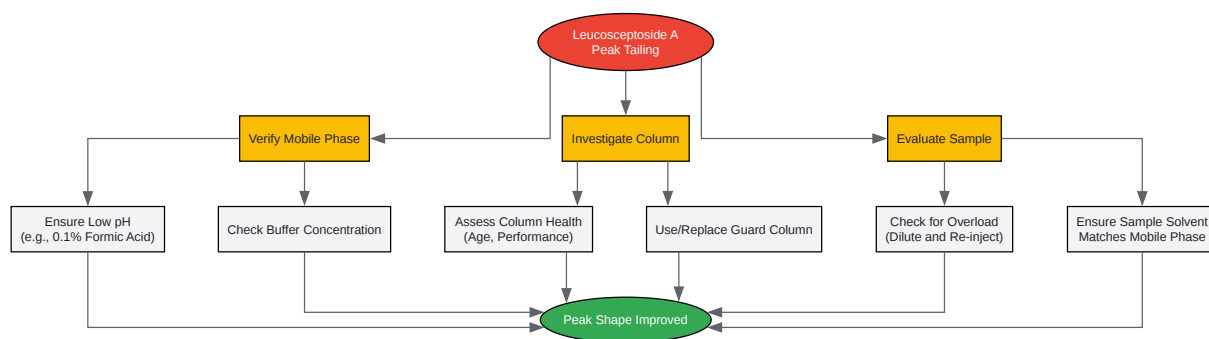 Leucosceptoside A
Peak Tailing
Verify Mobile Phase
Investigate Column
Evaluate Sample
Ensure Low pH
(e.g., 0.1% Formic Acid)
Check Buffer Concentration
Assess Column Health
(Age, Performance)
Use/Replace Guard Column
Check for Overload
(Dilute and Re-inject)
Ensure Sample Solvent
Matches Mobile Phase
Peak Shape Improved